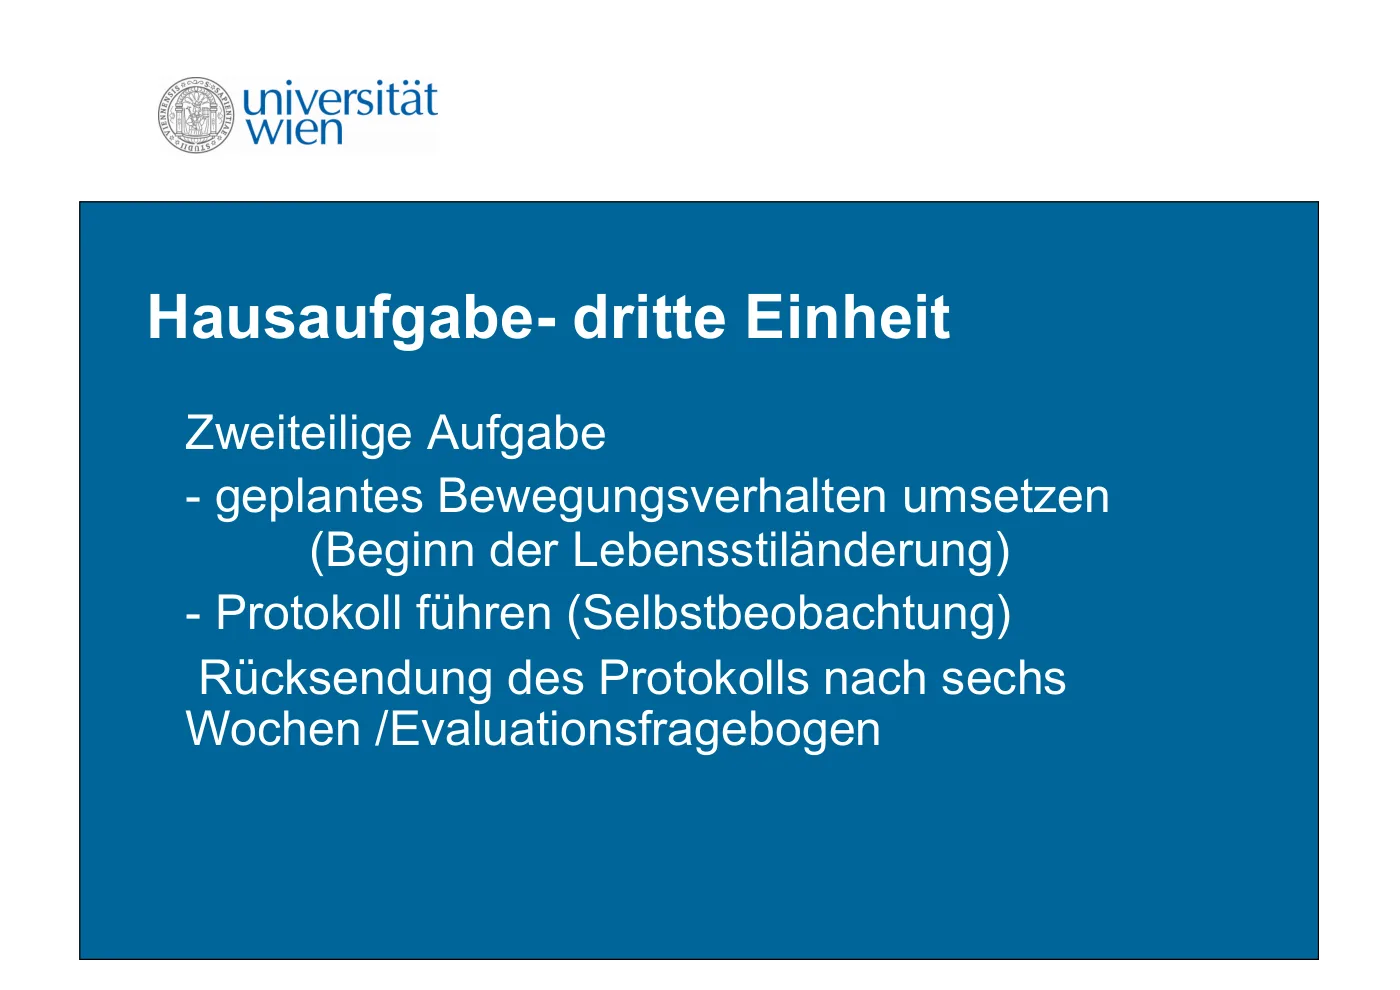 universität
wien
Hausaufgabe- dritte Einheit
Zweiteilige Aufgabe
- geplantes Bewegungsverhalten umsetzen
(Beginn der Lebensstiländerung)
- Protokoll führen (Selbstbeobachtung)
Rücksendung des Protokolls nach sechs
Wochen /Evaluationsfragebogen